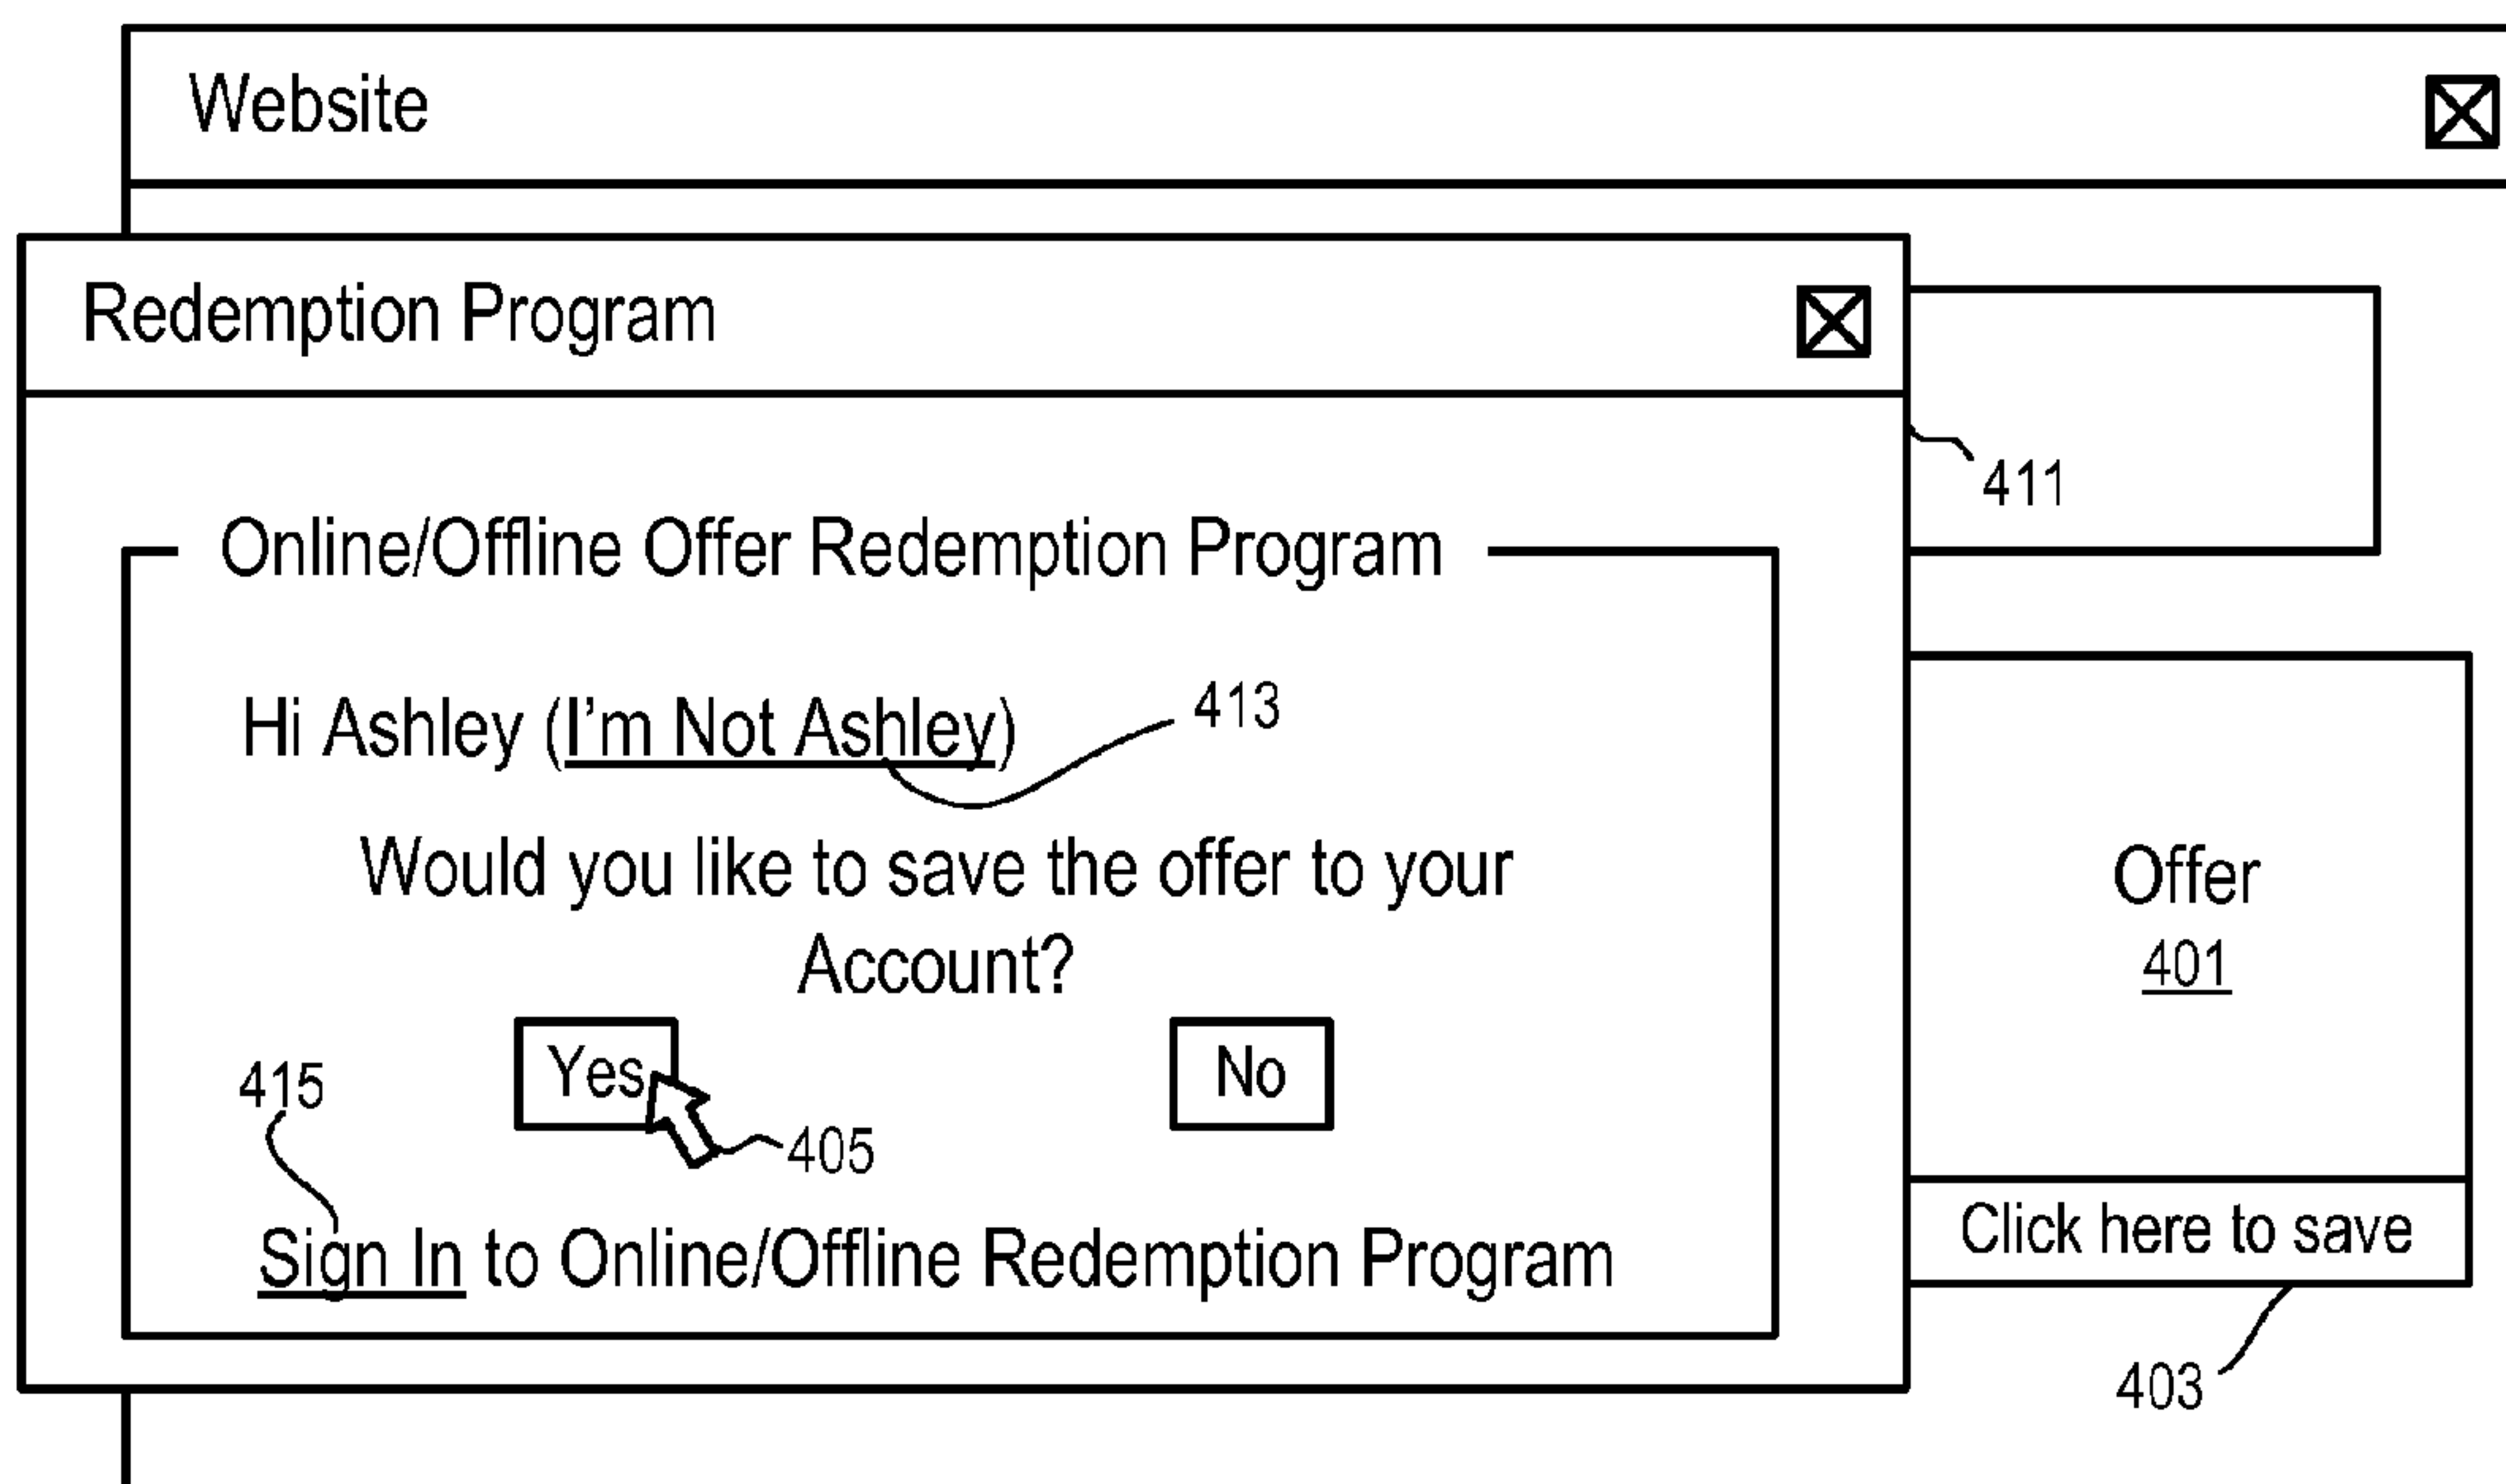 Website
Redemption Program
411
Online/Offline Offer Redemption Program
Hi Ashley (I'm Not Ashley)
413
Would you like to save the offer to your
Account?
Offer
401
Yes
No
415
405
Sign In to Online/Offline Redemption Program
Click here to save
403